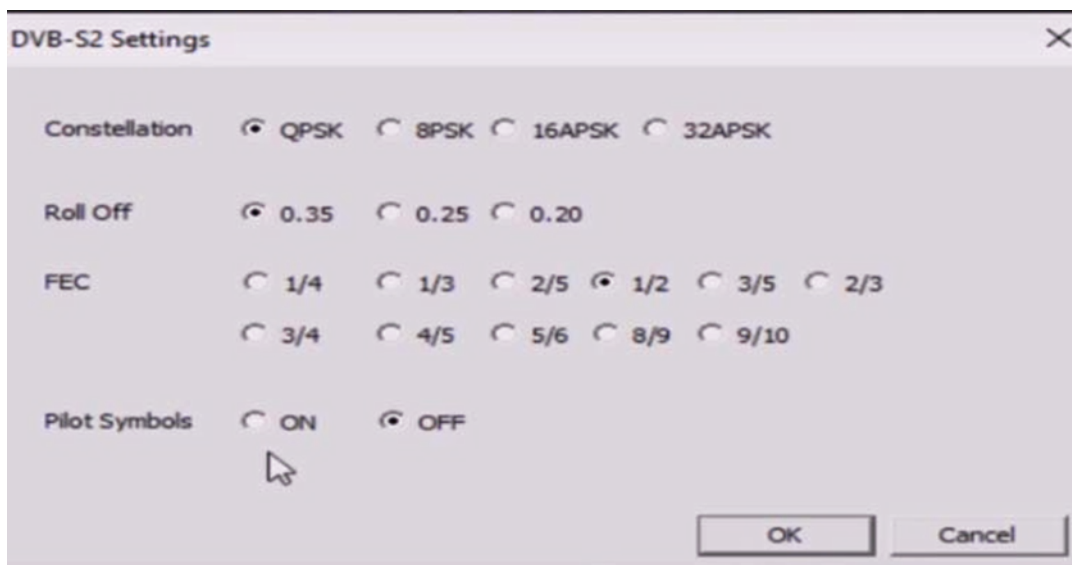 DVB-S2 Settings
Constellation QPSK 8PSK 16APSK 32APSK
Roll Off 0.35 0.25 0.20
FEC 1/4 1/3 2/5 1/2 3/5 2/3
3/4 4/5 5/6 8/9 9/10
Pilot Symbols ON OFF
OK Cancel